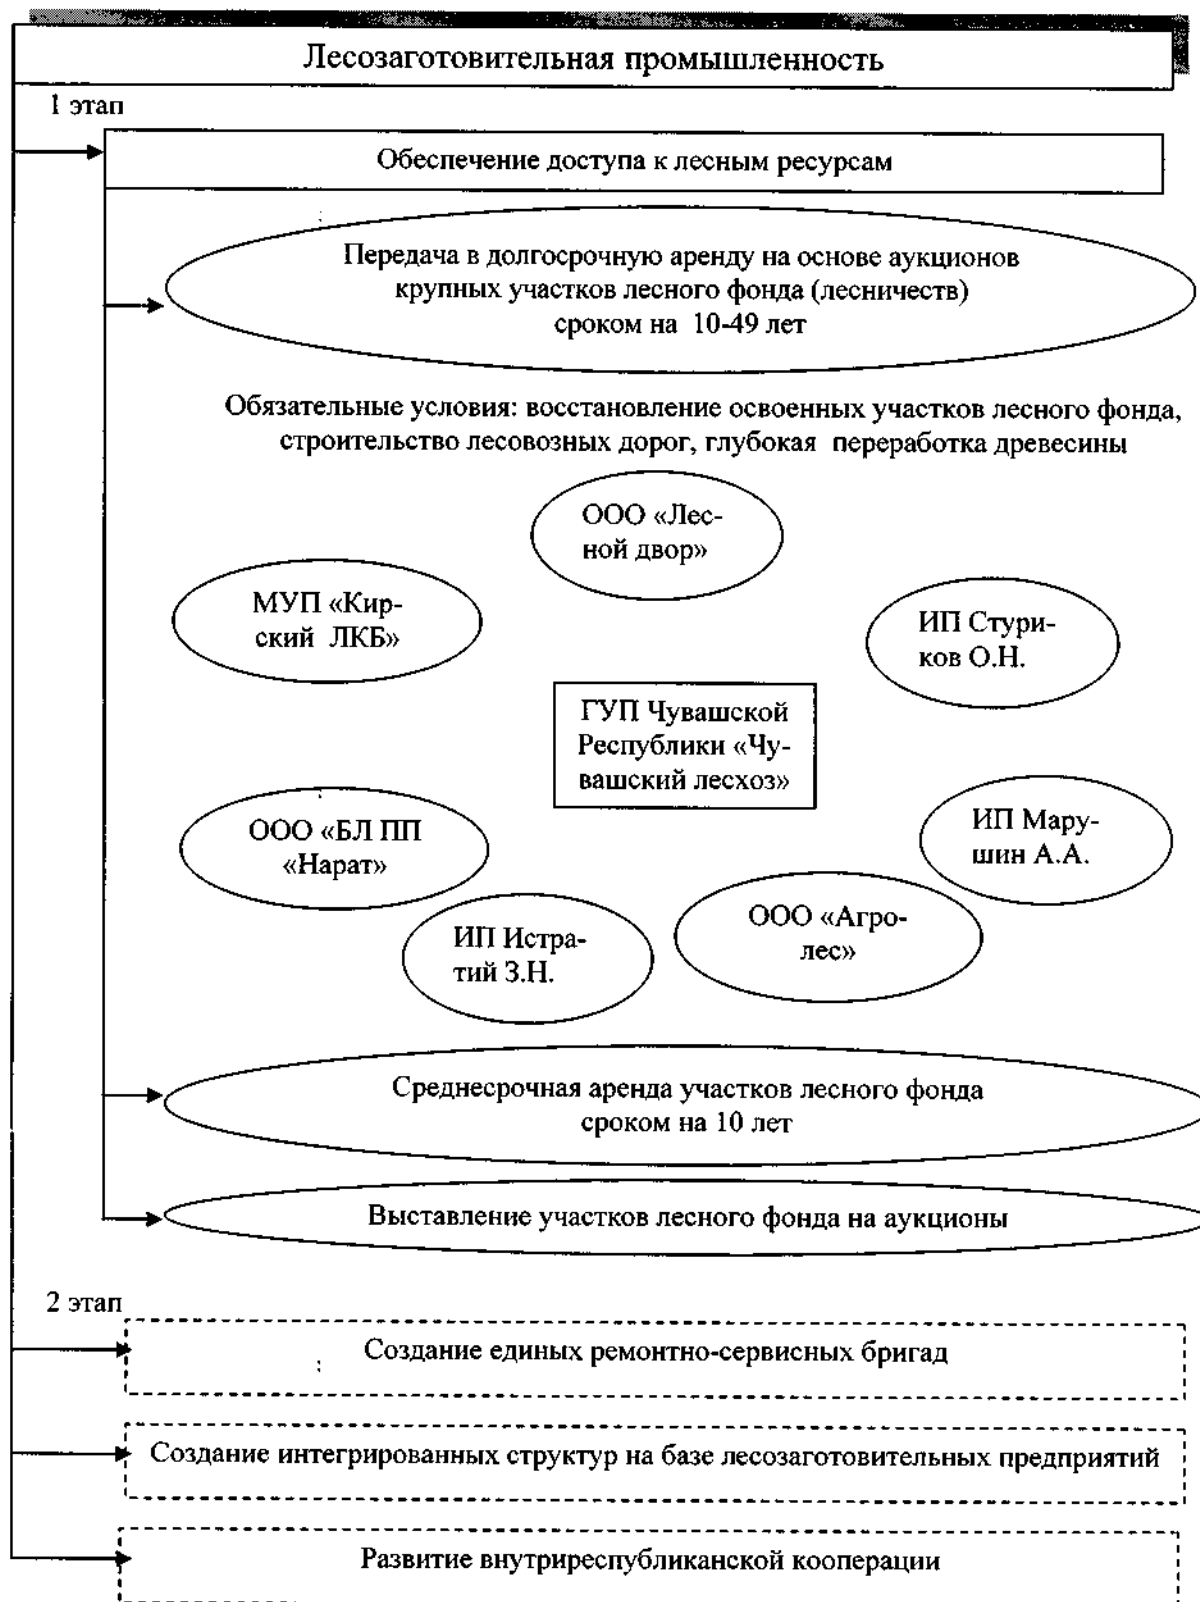 Лесозаготовительная промышленность
1 этап
Обеспечение доступа к лесным ресурсам
Передача в долгосрочную аренду на основе аукционов
крупных участков лесного фонда (лесничеств)
сроком на 10-49 лет
Обязательные условия: восстановление освоенных участков лесного фонда,
строительство лесовозных дорог, глубокая переработка древесины
ООО «Лес-
ной двор»
МУП «Кир-
ский ЛКБ»
ИП Стури-
ков О.Н.
ГУП Чувашской
Республики «Чу-
вашский лесхоз»
ООО «БЛ ПП
«Нарат»
ИП Мару-
шин А.А.
ИП Истра-
тий З.Н.
ООО «Агро-
лес»
Среднесрочная аренда участков лесного фонда
сроком на 10 лет
Выставление участков лесного фонда на аукционы
2 этап
Создание единых ремонтно-сервисных бригад
Создание интегрированных структур на базе лесозаготовительных предприятий
Развитие внутриреспубликанской кооперации